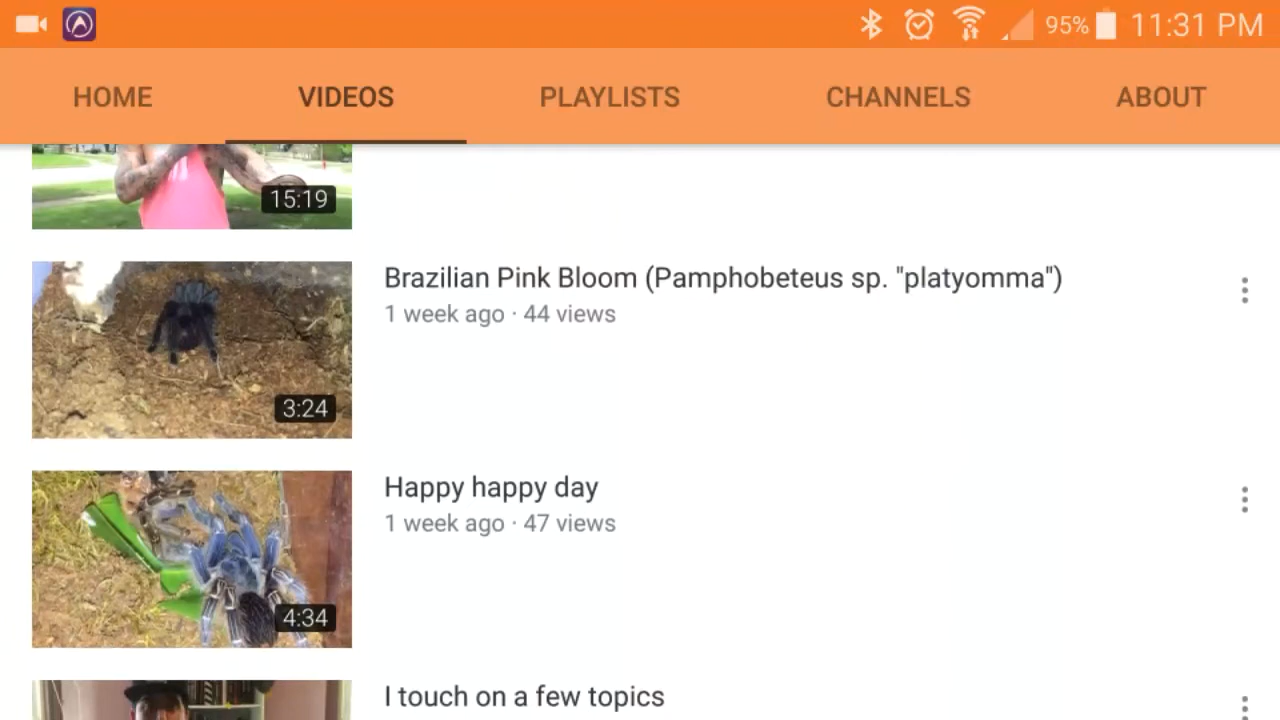 95% 11:31 PM
HOME VIDEOS PLAYLISTS CHANNELS ABOUT
15:19
Brazilian Pink Bloom (Pamphobeteus sp. "platyomma")
1 week ago · 44 views
3:24
Happy happy day
1 week ago · 47 views
4:34
I touch on a few topics